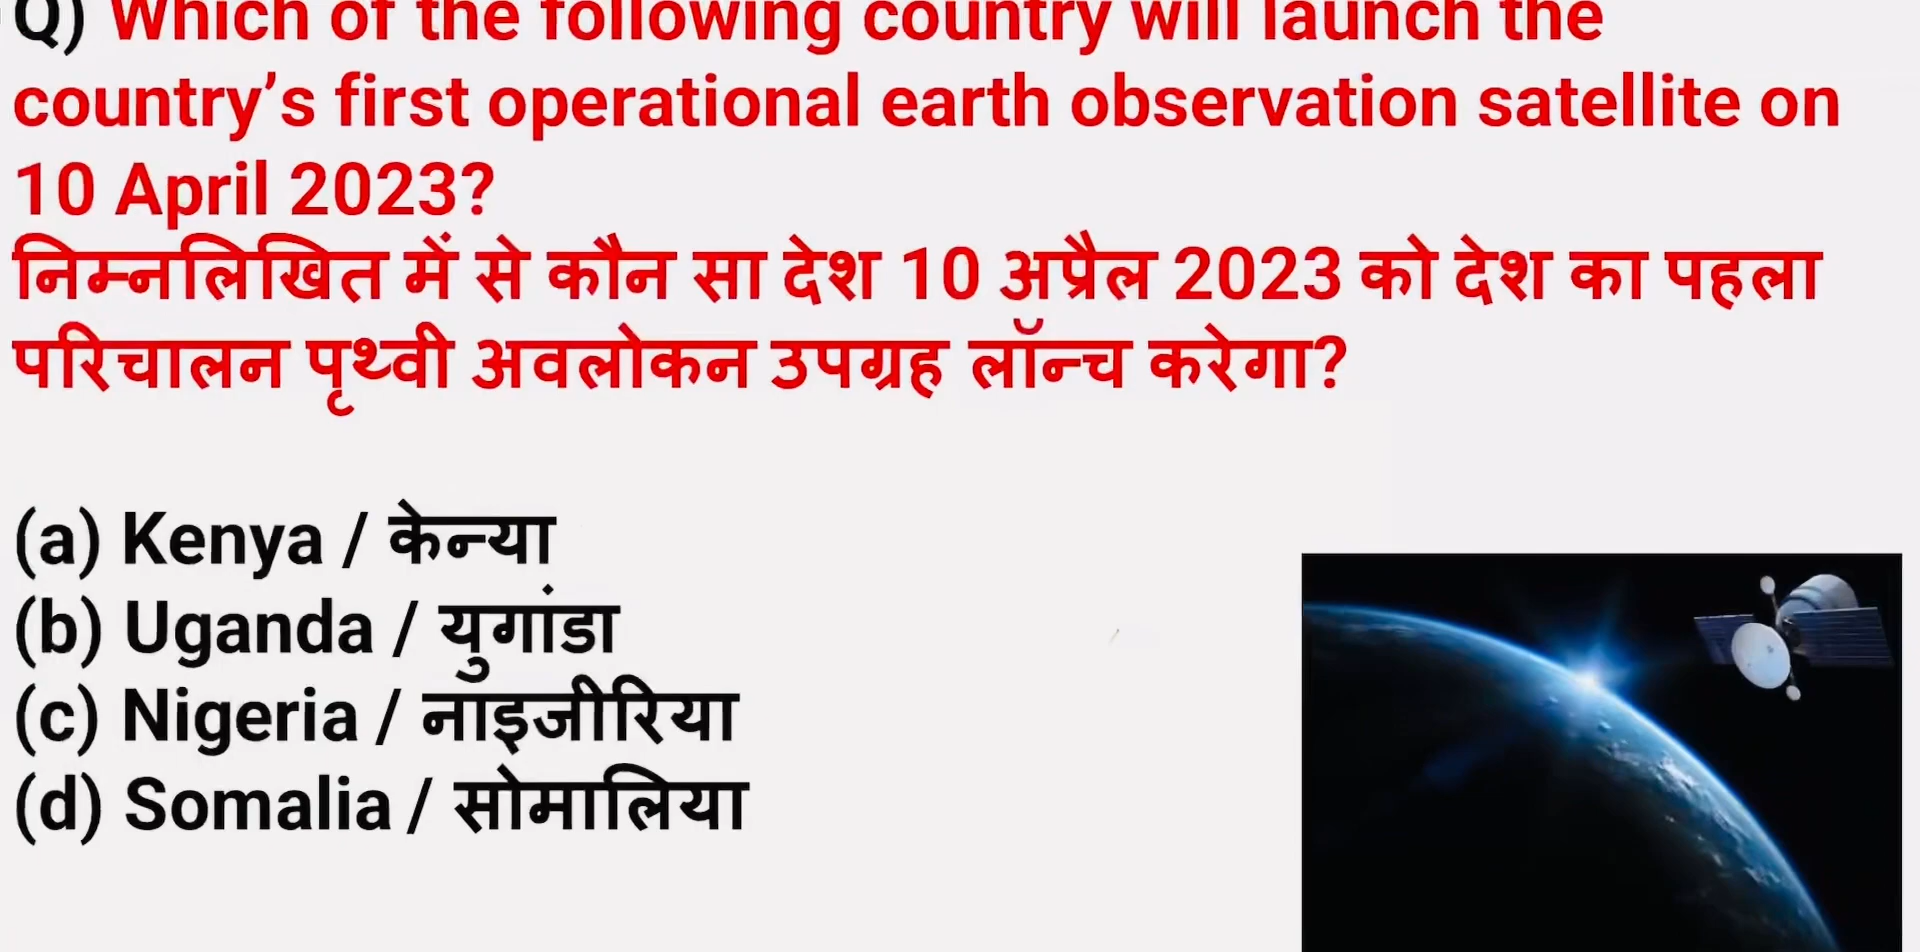 Q) Which of the following country will launch the
country’s first operational earth observation satellite on
10 April 2023?
निम्नलिखित में से कौन सा देश 10 अप्रैल 2023 को देश का पहला
परिचालन पृथ्वी अवलोकन उपग्रह लॉन्च करेगा?
(a) Kenya / केन्या
(b) Uganda / युगांडा
(c) Nigeria / नाइजीरिया
(d) Somalia / सोमालिया